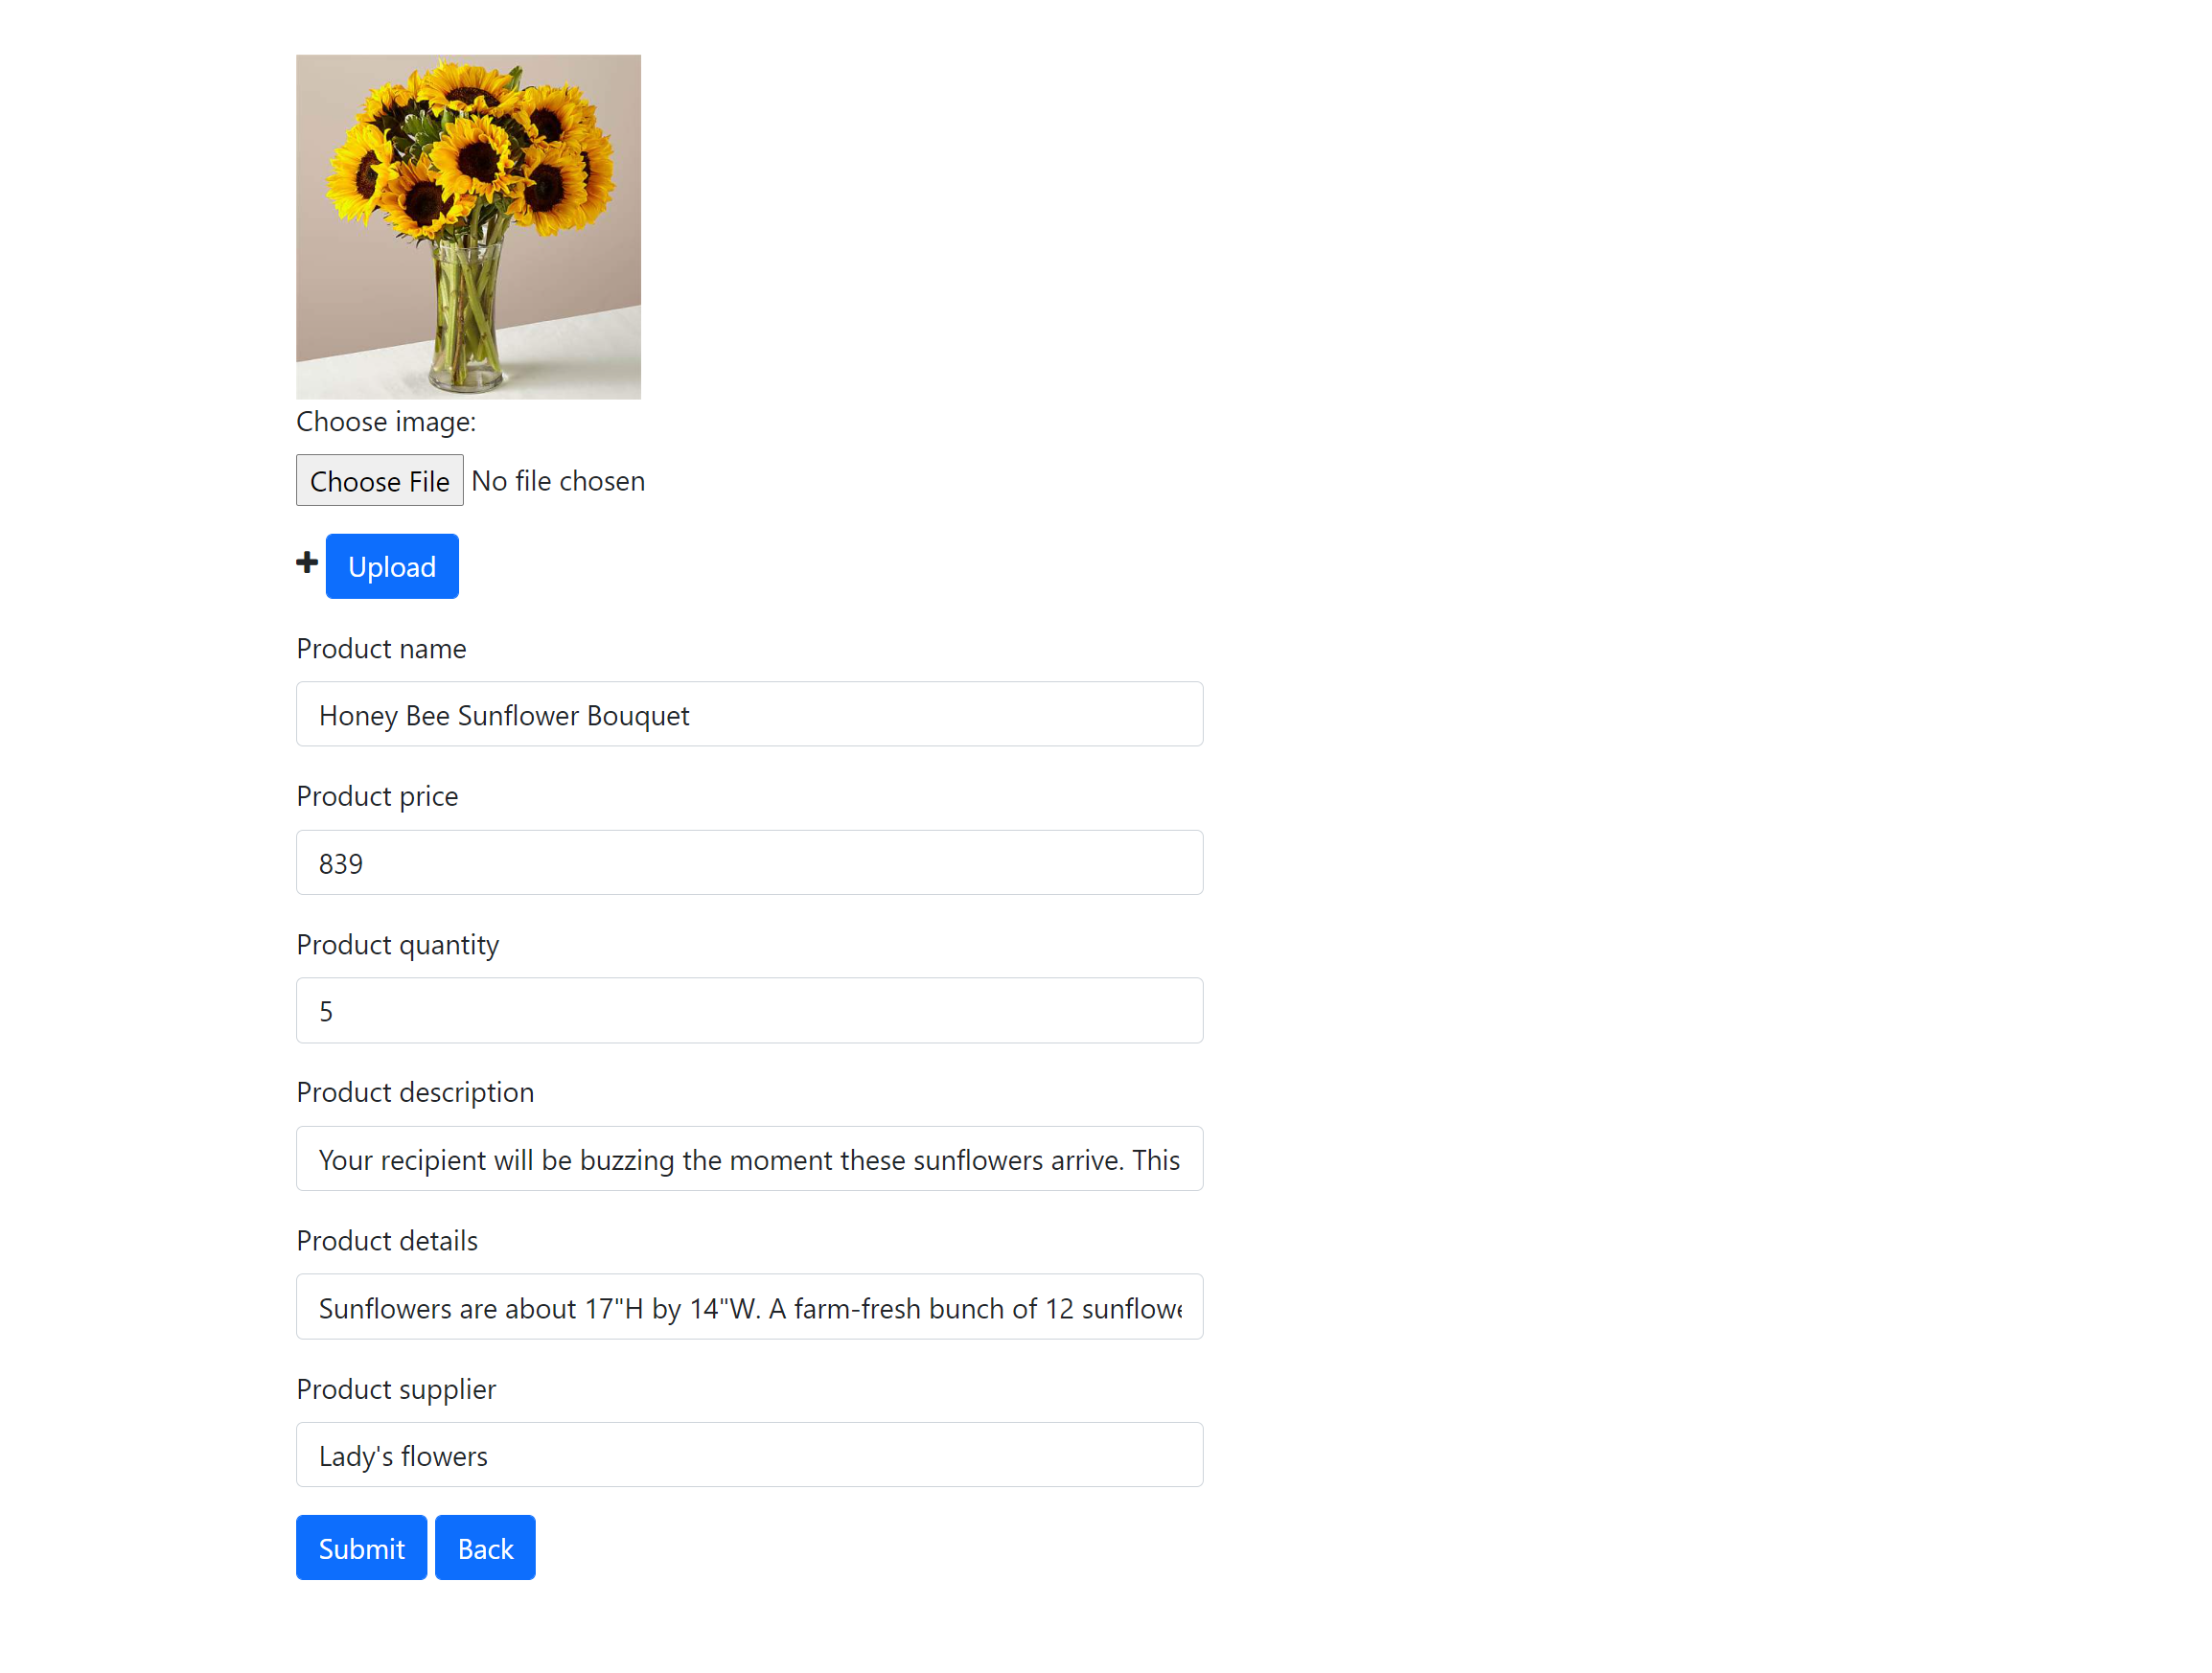 Choose image:
Choose File No file chosen
Upload
Product name
Honey Bee Sunflower Bouquet
Product price
839
Product quantity
5
Product description
Your recipient will be buzzing the moment these sunflowers arrive. This
Product details
Sunflowers are about 17"H by 14"W. A farm-fresh bunch of 12 sunflowe
Product supplier
Lady's flowers
Submit Back